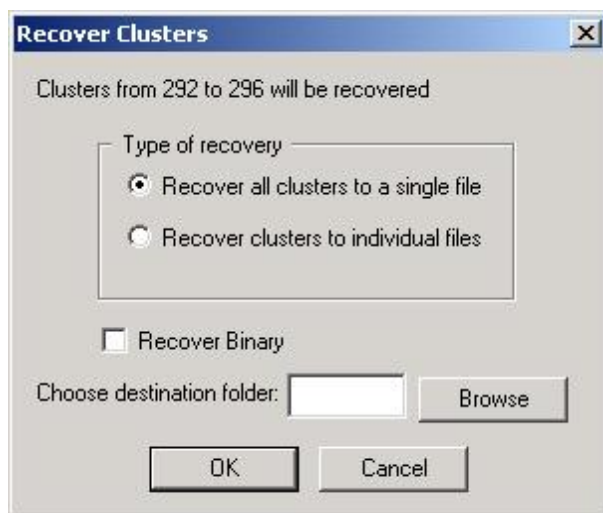 Recover Clusters
Clusters from 292 to 296 will be recovered
Type of recovery
Recover all clusters to a single file
Recover clusters to individual files
Recover Binary
Choose destination folder:
Browse
OK
Cancel